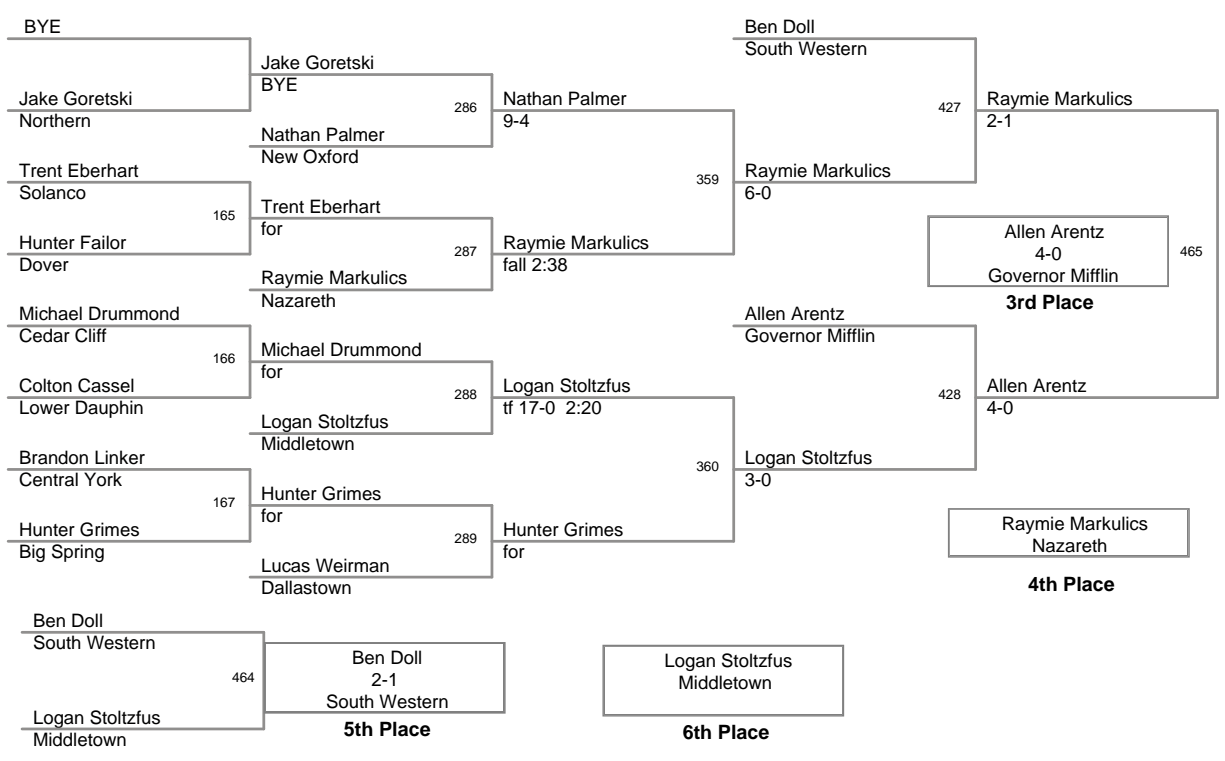 BYE
Jake Goretski
Northern
Trent Eberhart
Solanco
165
Hunter Failor
Dover
Michael Drummond
Cedar Cliff
166
Colton Cassel
Lower Dauphin
Brandon Linker
Central York
167
Hunter Grimes
Big Spring
Jake Goretski
BYE
286
Nathan Palmer
New Oxford
Trent Eberhart
for
287
Raymie Markulics
Nazareth
Michael Drummond
for
288
Logan Stoltzfus
Middletown
Hunter Grimes
for
289
Lucas Weirman
Dallastown
Nathan Palmer
9-4
359
Raymie Markulics
fall 2:38
Logan Stoltzfus
tf 17-0 2:20
360
Hunter Grimes
for
Ben Doll
South Western
427
Raymie Markulics
6-0
Allen Arentz
Governor Mifflin
428
Logan Stoltzfus
3-0
Raymie Markulics
2-1
Allen Arentz
4-0
Governor Mifflin
465
3rd Place
Allen Arentz
4-0
Raymie Markulics
Nazareth
4th Place
Ben Doll
South Western
464
Logan Stoltzfus
Middletown
Ben Doll
2-1
South Western
5th Place
Logan Stoltzfus
Middletown
6th Place